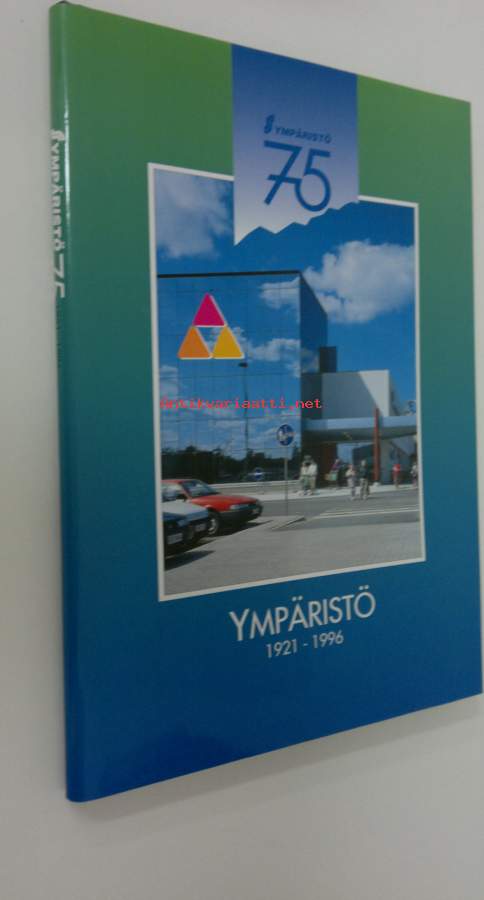 YMPÄRISTÖ
75
antikvariaatti.net
YMPÄRISTÖ
1921 - 1996
YMPÄRISTÖ 75